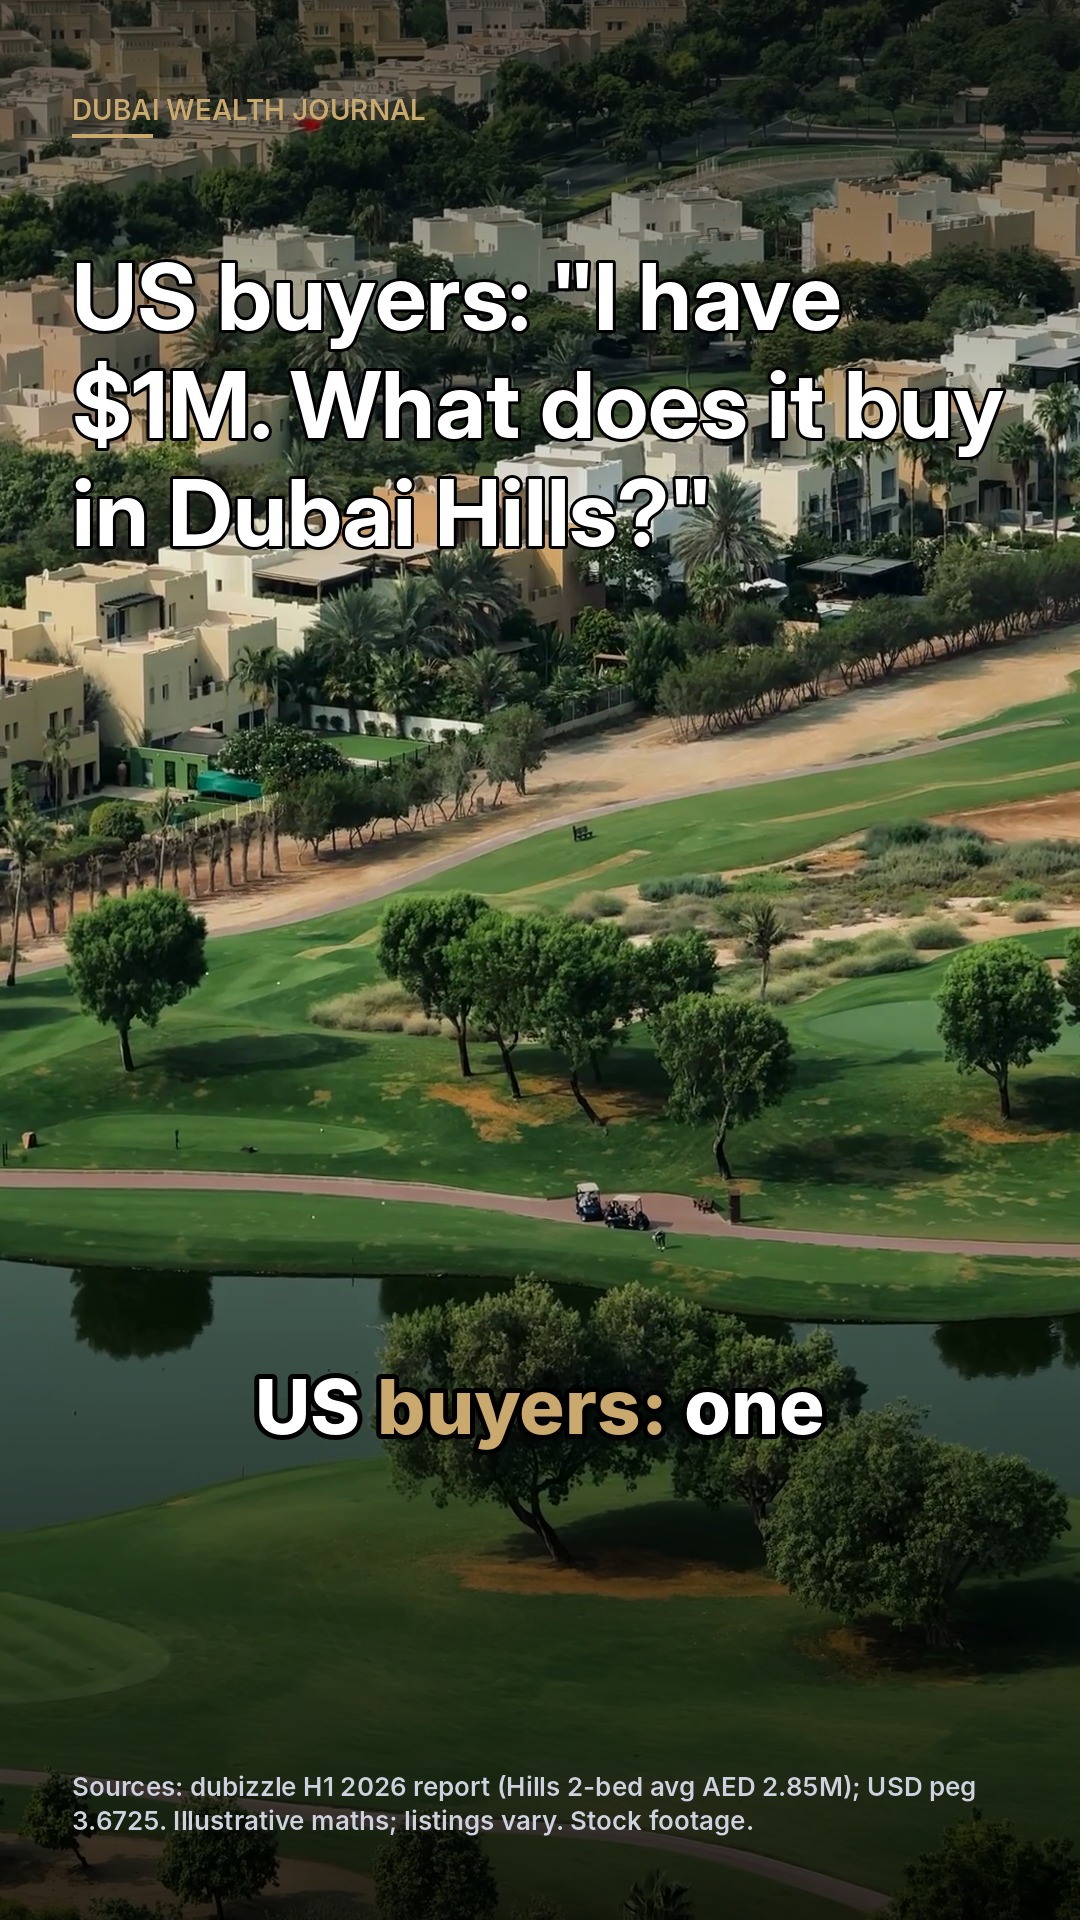 DUBAI WEALTH JOURNAL
US buyers: "I have
$1M. What does it buy
in Dubai Hills?"
US buyers: one
Sources: dubizzle H1 2026 report (Hills 2-bed avg AED 2.85M); USD peg
3.6725. Illustrative maths; listings vary. Stock footage.